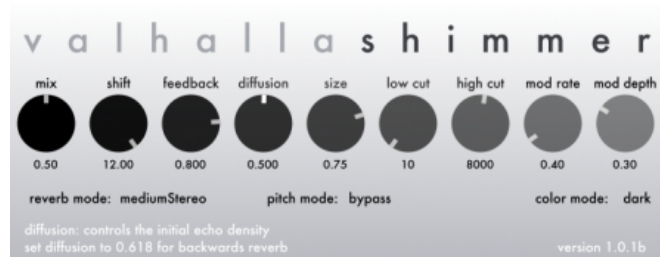 valhallashimmer
mix shift feedback diffusion size low cut high cut mod rate mod depth
0.50 12.00 0.800 0.500 0.75 10 8000 0.40 0.30
reverb mode: mediumStereo pitch mode: bypass color mode: dark
diffusion: controls the initial echo density
set diffusion to 0.618 for backwards reverb version 1.0.1b